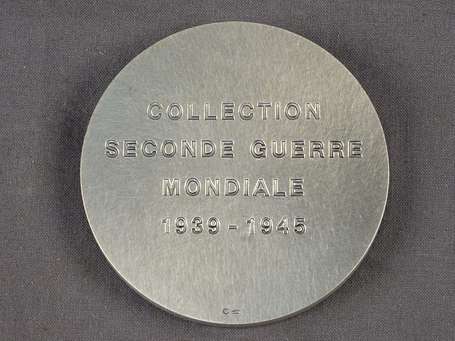 COLLECTION
SECONDE GUERRE
MONDIALE
1939 - 1945